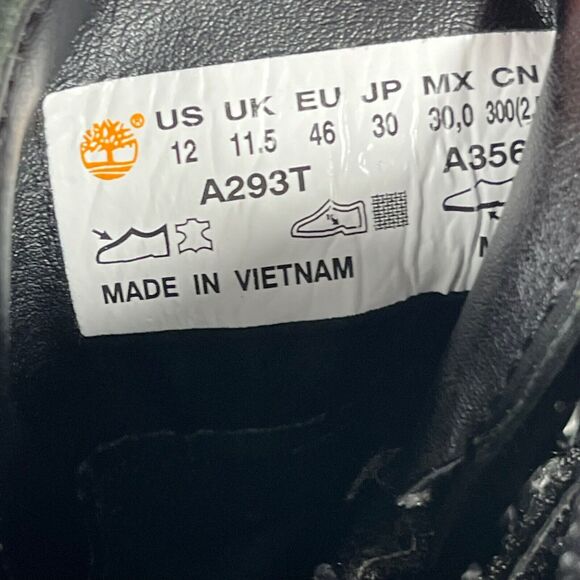 ® US UK EU JP MX CN
12 11.5 46 30 30,0 300(2.
A293T A356
MADE IN VIETNAM